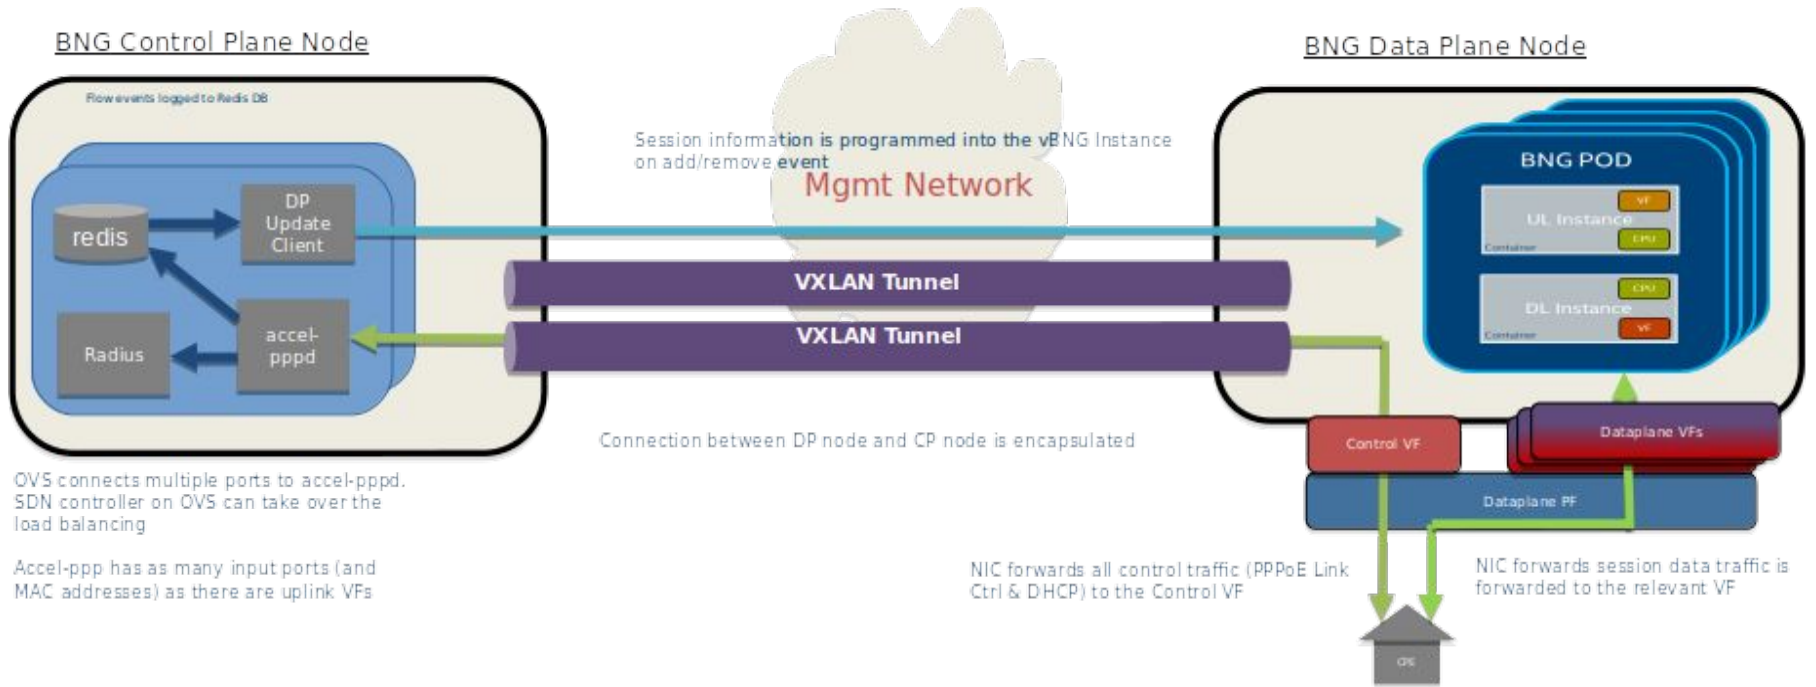 BNG Control Plane Node
BNG Data Plane Node
Flow events logged to Redis DB
Session information is programmed into the vBNG Instance
on add/remove event
Mgmt Network
redis
DP
Update
Client
Radius
accel-
pppd
VXLAN Tunnel
VXLAN Tunnel
BNG POD
VF
UL Instance
CPU
Container
CPU
DL Instance
VF
Container
Connection between DP node and CP node is encapsulated
Control VF
Dataplane VFs
Dataplane PF
OVS connects multiple ports to accel-pppd.
SDN controller on OVS can take over the
load balancing
Accel-ppp has as many input ports (and
MAC addresses) as there are uplink VFs
NIC forwards all control traffic (PPPoE Link
Ctrl & DHCP) to the Control VF
NIC forwards session data traffic is
forwarded to the relevant VF
CPE